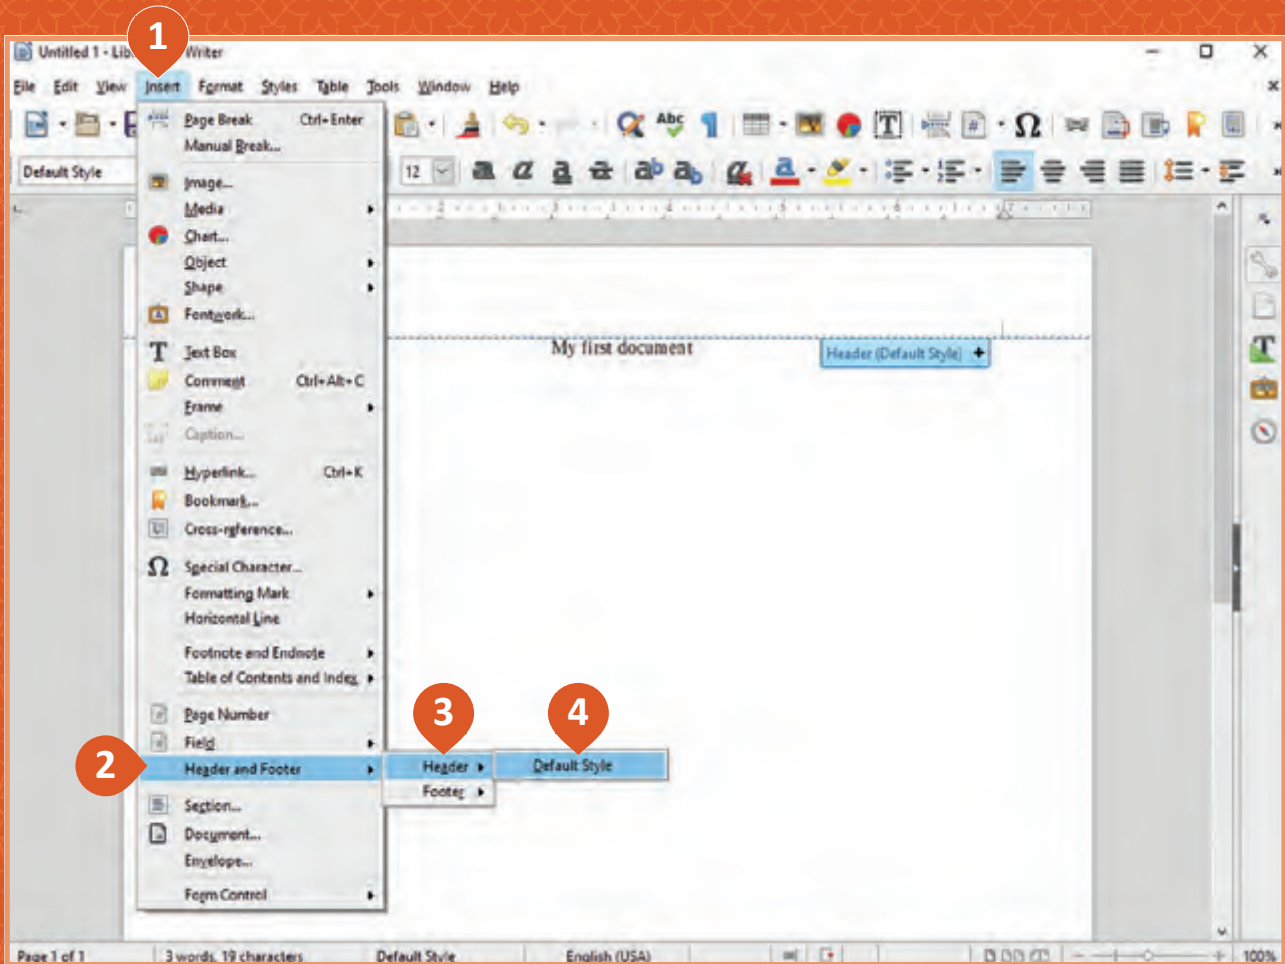 1
Untitled 1 - Lib Writer
File Edit View Insert Format Styles Table Tools Window Help
Page Break Ctrl+Enter
Manual Break...
Abc
Default Style
12
Image...
Media
Chart...
Object
Shape
Fontwork...
Text Box
My first document
Header (Default Style) +
Comment Ctrl+Alt+C
Frame
Caption...
Hyperlink... Ctrl+K
Bookmark...
Cross-reference...
Special Character...
Formatting Mark
Horizontal Line
Footnote and Endnote
Table of Contents and Index
3 4
Page Number
Field
2
Header and Footer
Header
Default Style
Footer
Section...
Document...
Envelope...
Form Control
Page 1 of 1 3 words, 19 characters Default Style English (USA) 100%